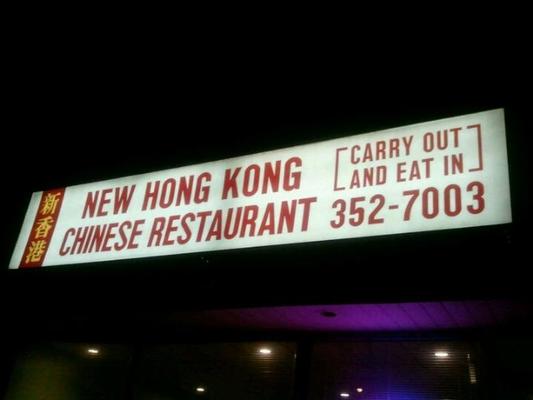 新香港
NEW HONG KONG
CHINESE RESTAURANT
CARRY OUT
AND EAT IN
352-7003